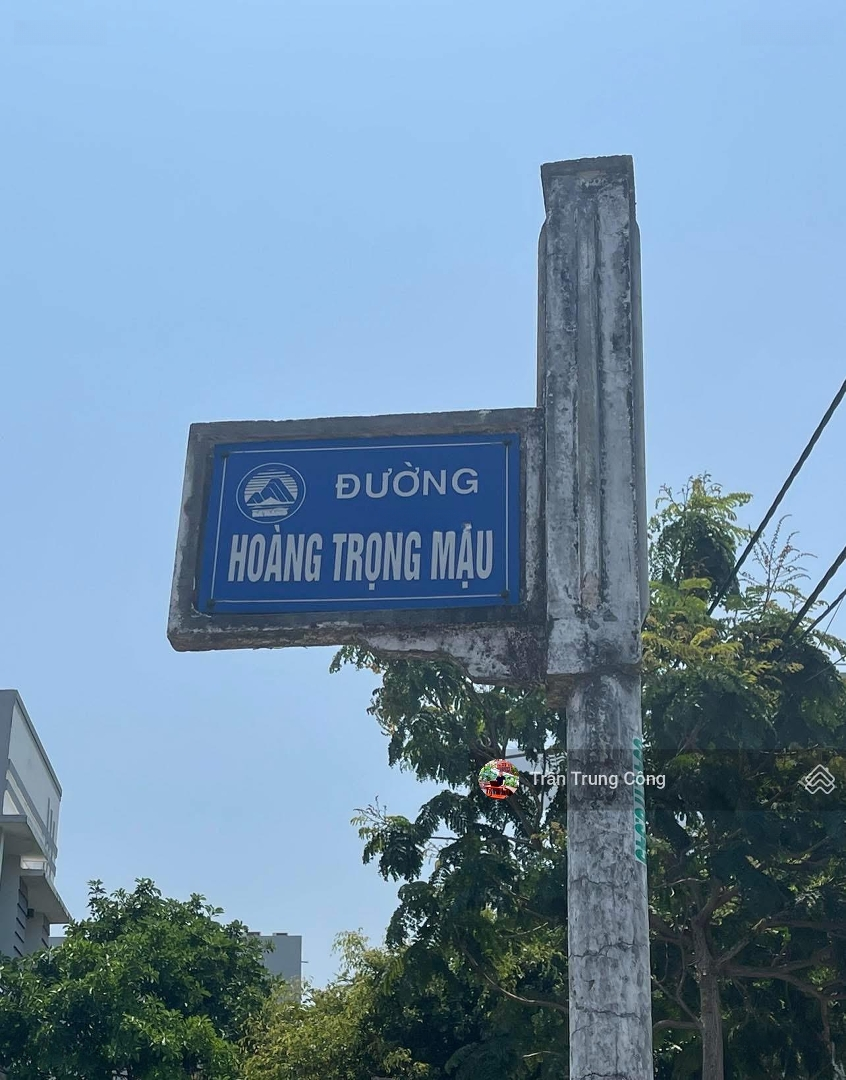 ĐƯỜNG
HOÀNG TRỌNG MẬU
Trần Trung Công